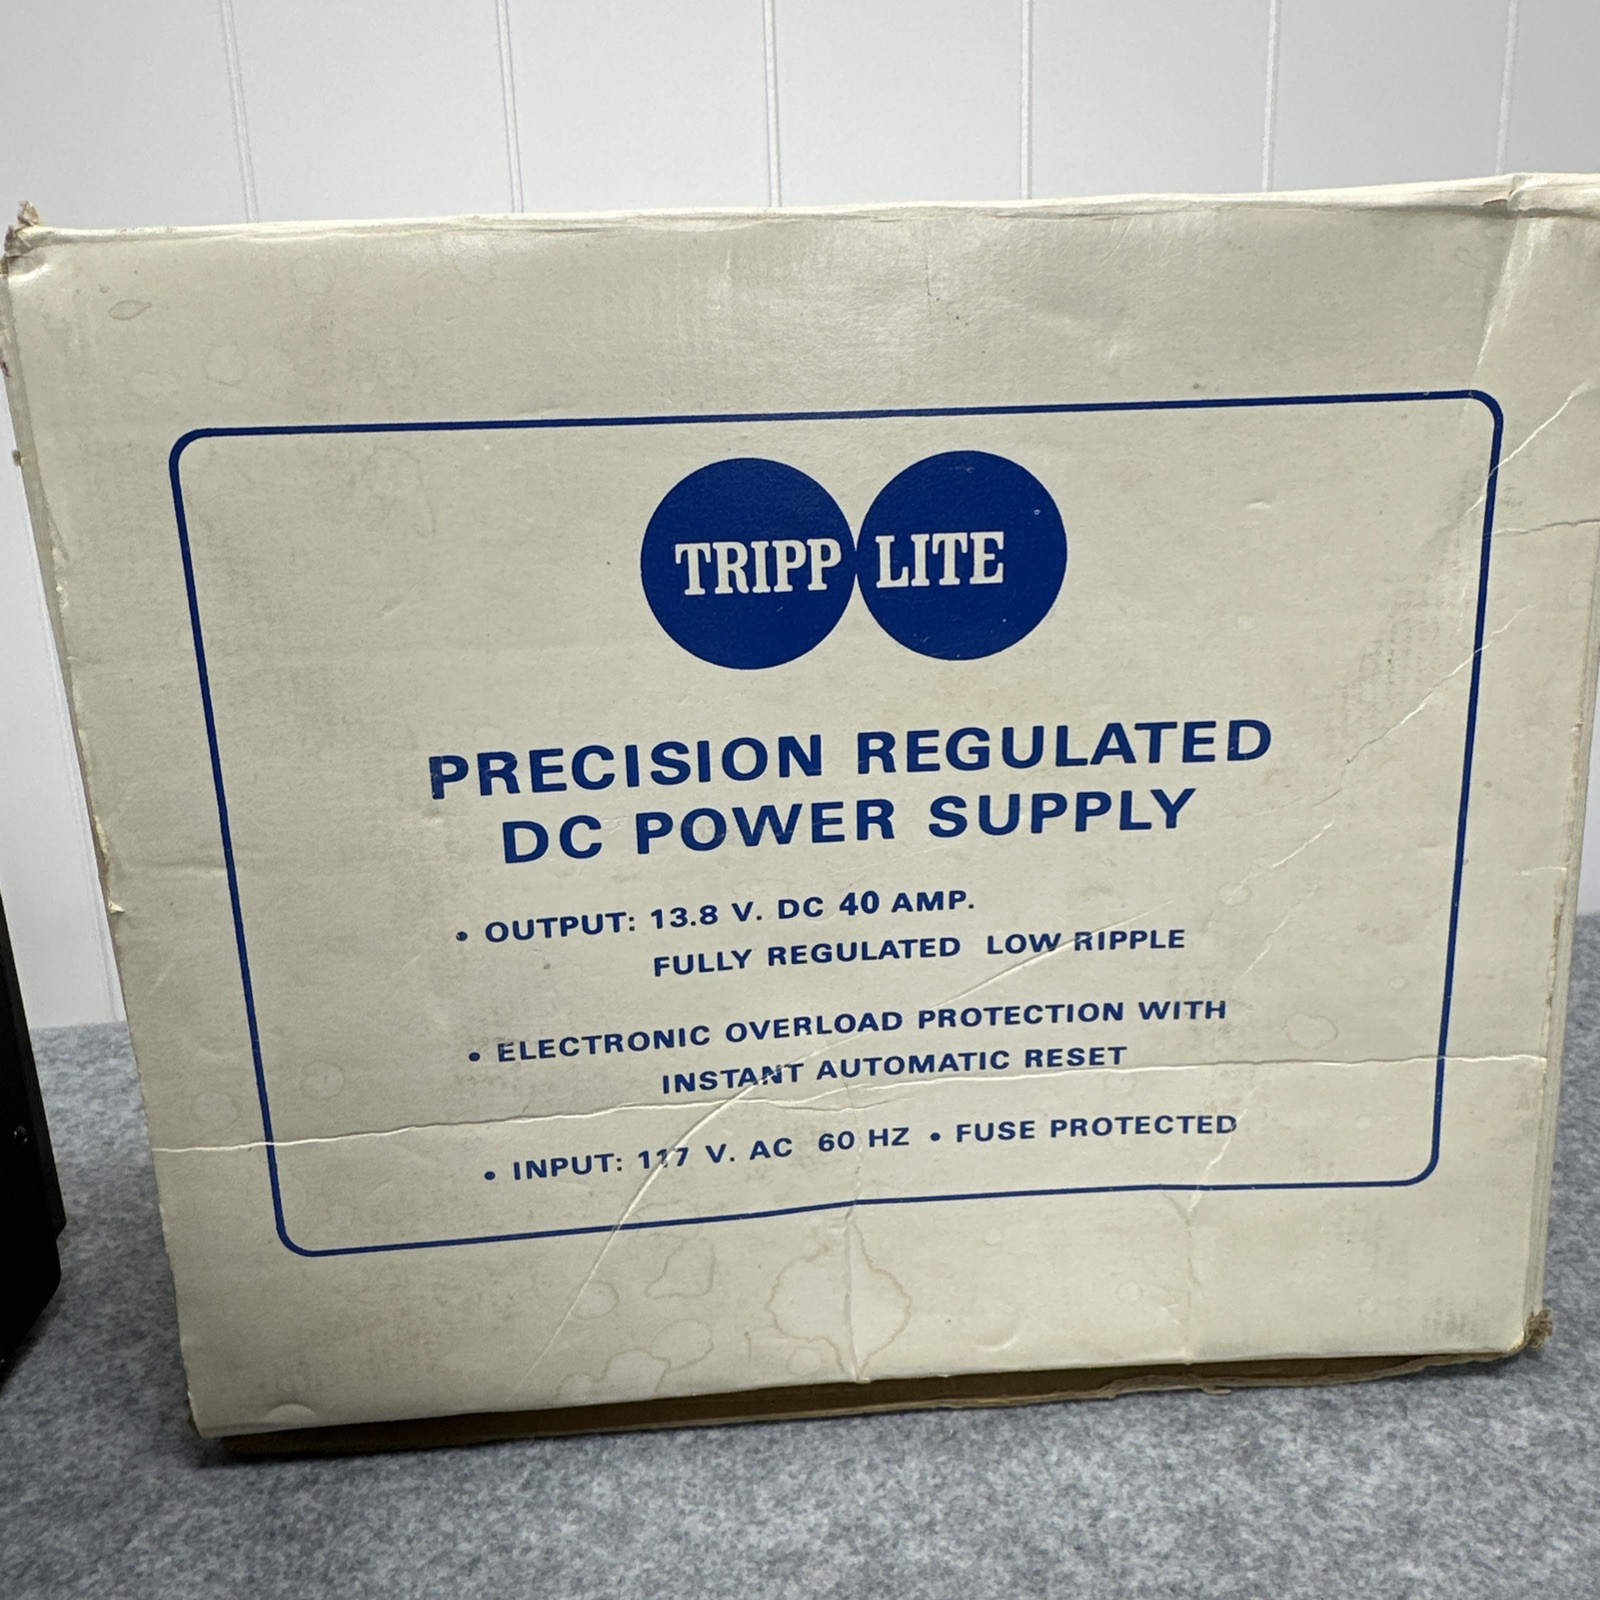 TRIPP LITE
PRECISION REGULATED
DC POWER SUPPLY
• OUTPUT: 13.8 V. DC 40 AMP.
FULLY REGULATED LOW RIPPLE
• ELECTRONIC OVERLOAD PROTECTION WITH
INSTANT AUTOMATIC RESET
• INPUT: 117 V. AC 60 HZ • FUSE PROTECTED